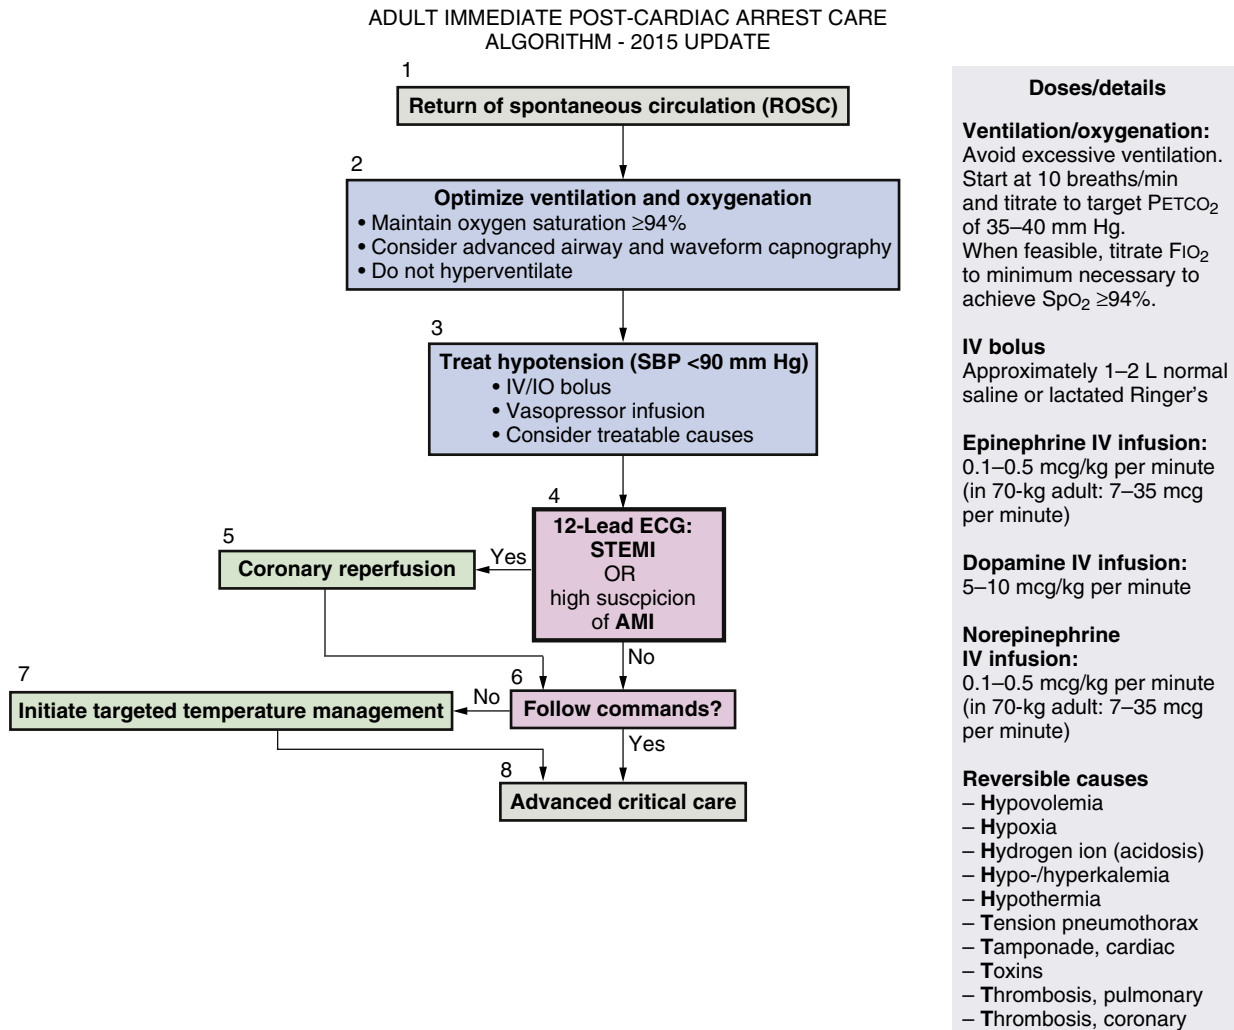 ADULT IMMEDIATE POST-CARDIAC ARREST CARE
ALGORITHM - 2015 UPDATE
1
Return of spontaneous circulation (ROSC)
2
Optimize ventilation and oxygenation
• Maintain oxygen saturation ≥94%
• Consider advanced airway and waveform capnography
• Do not hyperventilate
3
Treat hypotension (SBP <90 mm Hg)
• IV/IO bolus
• Vasopressor infusion
• Consider treatable causes
4
12-Lead ECG:
STEMI
OR
high suscpicion
of AMI
Yes
5
Coronary reperfusion
No
6
Follow commands?
No
7
Initiate targeted temperature management
Yes
8
Advanced critical care
Doses/details
Ventilation/oxygenation:
Avoid excessive ventilation.
Start at 10 breaths/min
and titrate to target PETCO₂
of 35–40 mm Hg.
When feasible, titrate FIO₂
to minimum necessary to
achieve SpO₂ ≥94%.
IV bolus
Approximately 1–2 L normal
saline or lactated Ringer's
Epinephrine IV infusion:
0.1–0.5 mcg/kg per minute
(in 70-kg adult: 7–35 mcg
per minute)
Dopamine IV infusion:
5–10 mcg/kg per minute
Norepinephrine
IV infusion:
0.1–0.5 mcg/kg per minute
(in 70-kg adult: 7–35 mcg
per minute)
Reversible causes
– Hypovolemia
– Hypoxia
– Hydrogen ion (acidosis)
– Hypo-/hyperkalemia
– Hypothermia
– Tension pneumothorax
– Tamponade, cardiac
– Toxins
– Thrombosis, pulmonary
– Thrombosis, coronary